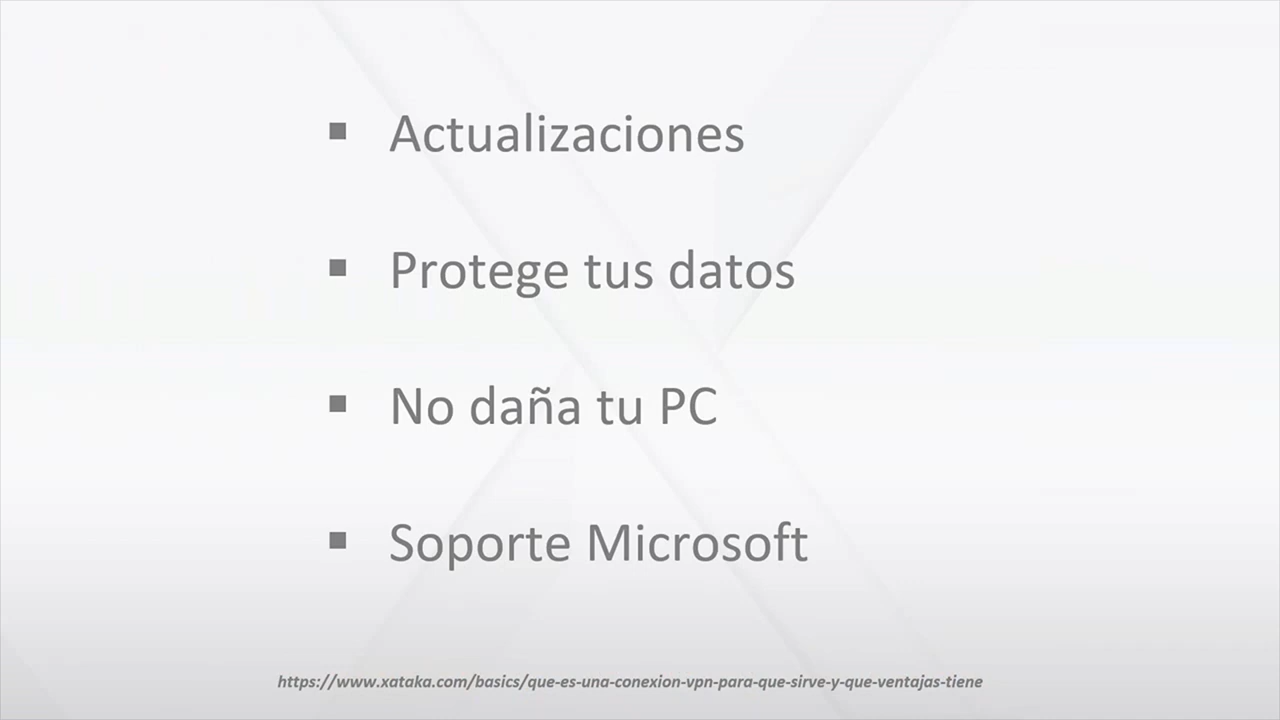 ▪ Actualizaciones
▪ Protege tus datos
▪ No daña tu PC
▪ Soporte Microsoft
https://www.xataka.com/basics/que-es-una-conexion-vpn-para-que-sirve-y-que-ventajas-tiene